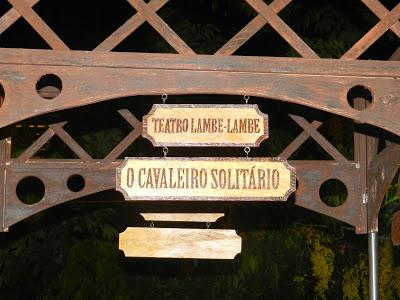 TEATRO LAMBE-LAMBE
O CAVALEIRO SOLITÁRIO